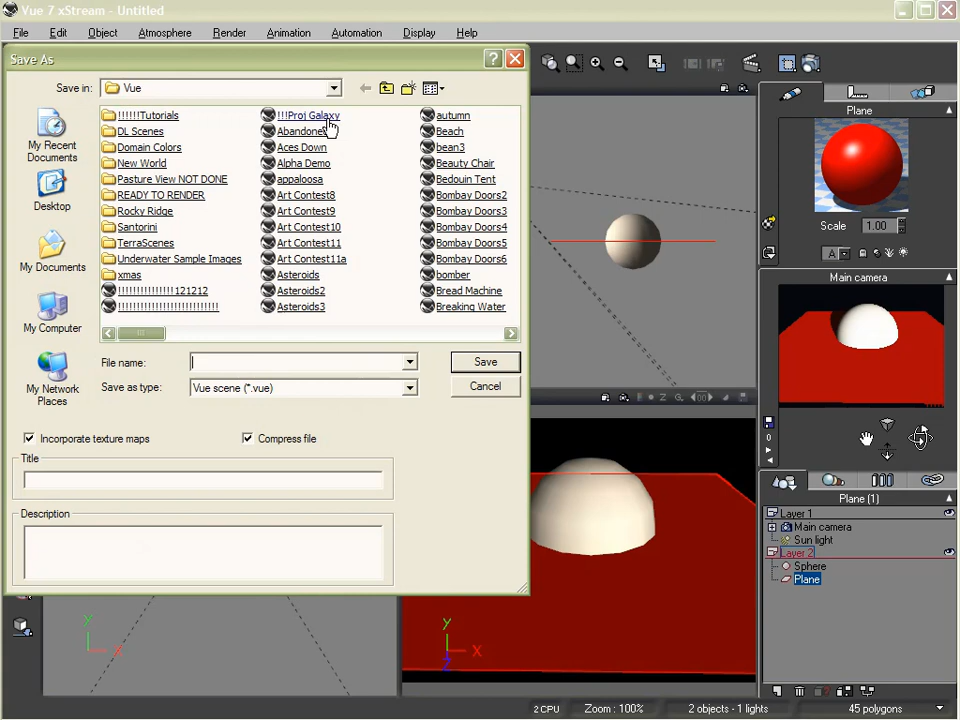 Vue 7 xStream - Untitled
File Edit Object Atmosphere Render Animation Automation Display Help
Save As
Save in: Vue
My Recent Documents
Desktop
My Documents
My Computer
My Network Places
!!!!!!Tutorials
DL Scenes
Domain Colors
New World
Pasture View NOT DONE
READY TO RENDER
Rocky Ridge
Santorini
TerraScenes
Underwater Sample Images
xmas
!!!!!!!!!!!!!!!!!!!121212
!!!Proj Galaxy
Aces Down
Alpha Demo
appaloosa
Art Contest8
Art Contest9
Art Contest10
Art Contest11
Art Contest11a
Asteroids
Asteroids2
Asteroids3
autumn
Beach
bean3
Beauty Chair
Bedouin Tent
Bombay Doors2
Bombay Doors3
Bombay Doors4
Bombay Doors5
Bombay Doors6
bomber
Bread Machine
Breaking Water
File name:
Save
Save as type: Vue scene (*.vue)
Cancel
Incorporate texture maps
Compress file
Title
Description
Plane
Scale 1.00
A
Main camera
0
Plane (1)
Layer 1
Main camera
Sun light
Layer 2
Sphere
Plane
Y
X
Y
X
Z
2 CPU
Zoom : 100%
2 objects - 1 lights
45 polygons